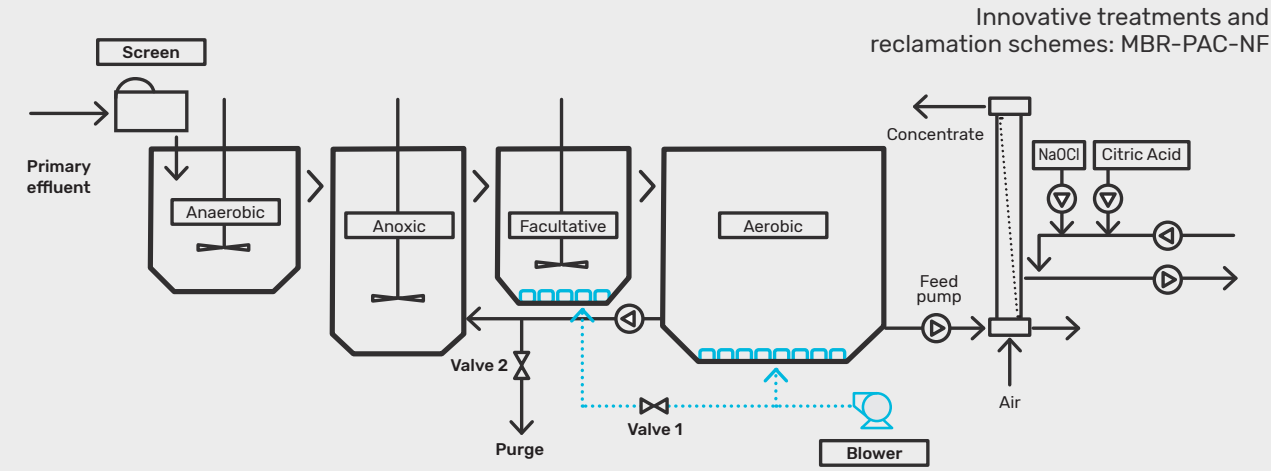 Innovative treatments and
reclamation schemes: MBR-PAC-NF
Screen
Primary
effluent
Anaerobic
Anoxic
Facultative
Aerobic
Concentrate
NaOCl
Citric Acid
Feed
pump
Valve 2
Purge
Valve 1
Blower
Air